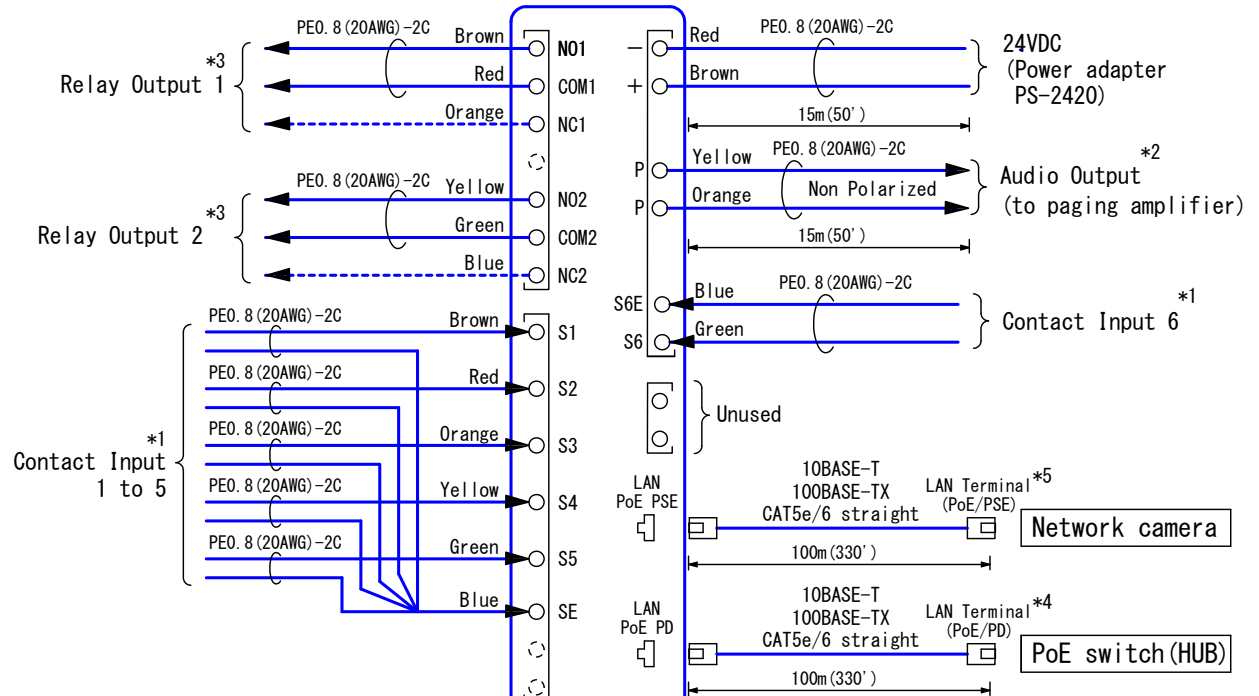 PE0.8(20AWG)-2C
Brown
NO1
Relay Output 1 *3
Red
COM1
Orange
NC1
PE0.8(20AWG)-2C
Yellow
NO2
Relay Output 2 *3
Green
COM2
Blue
NC2
PE0.8(20AWG)-2C
Brown
S1
PE0.8(20AWG)-2C
Red
S2
PE0.8(20AWG)-2C
Orange
S3
*1
Contact Input
1 to 5
PE0.8(20AWG)-2C
Yellow
S4
PE0.8(20AWG)-2C
Green
S5
Blue
SE
−
Red
PE0.8(20AWG)-2C
+
Brown
24VDC
(Power adapter
PS-2420)
15m(50')
P
Yellow
PE0.8(20AWG)-2C
P
Orange
Non Polarized
Audio Output *2
(to paging amplifier)
15m(50')
S6E
Blue
PE0.8(20AWG)-2C
S6
Green
Contact Input 6 *1
Unused
LAN
PoE PSE
10BASE-T
100BASE-TX
CAT5e/6 straight
LAN Terminal *5
(PoE/PSE)
Network camera
100m(330')
LAN
PoE PD
10BASE-T
100BASE-TX
CAT5e/6 straight
LAN Terminal *4
(PoE/PD)
PoE switch(HUB)
100m(330')